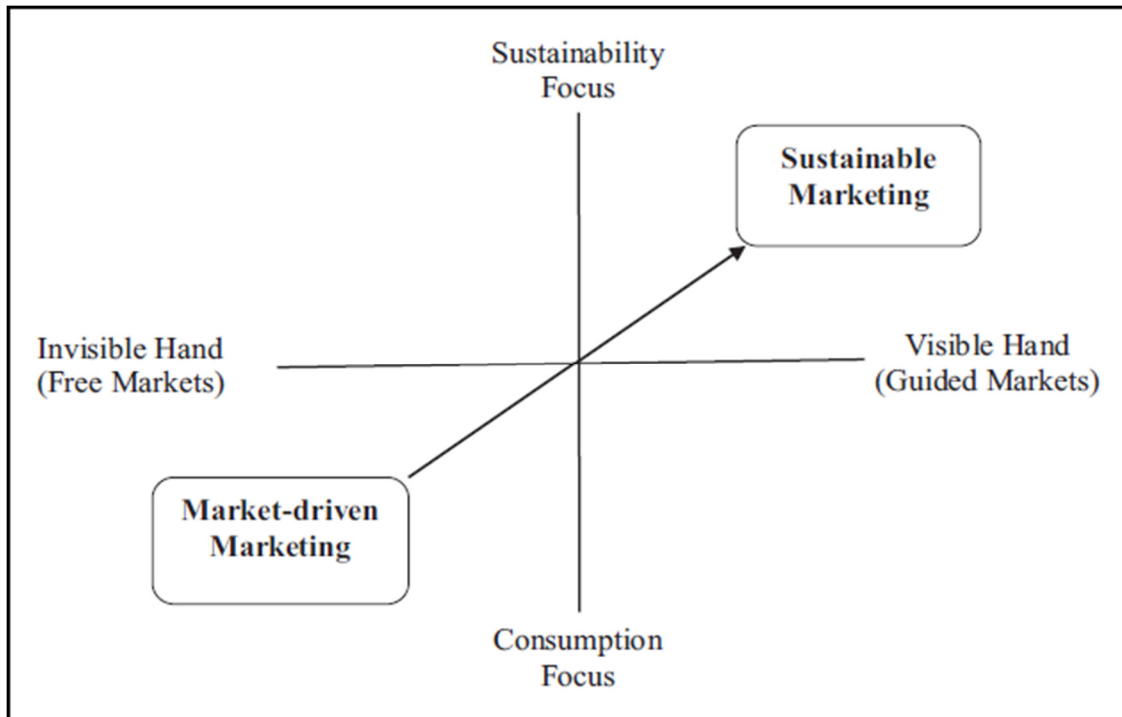 Sustainability
Focus
Sustainable
Marketing
Invisible Hand
(Free Markets)
Visible Hand
(Guided Markets)
Market-driven
Marketing
Consumption
Focus